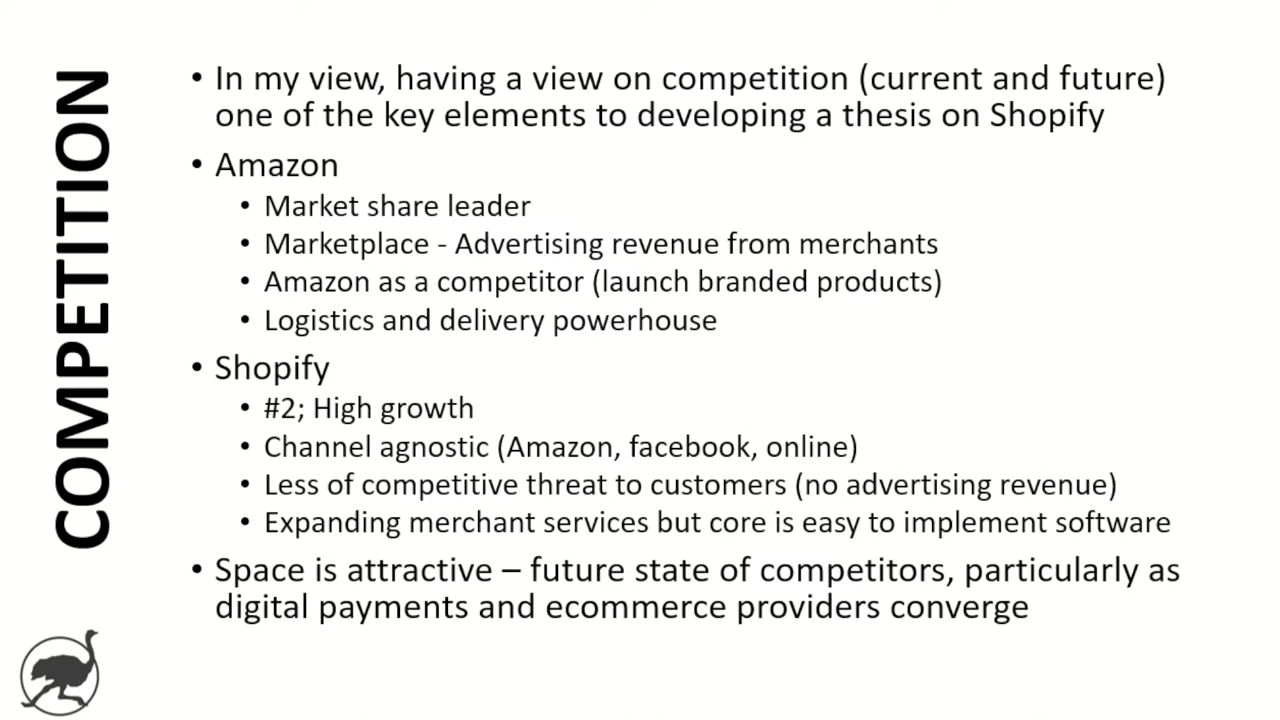 COMPETITION
• In my view, having a view on competition (current and future)
one of the key elements to developing a thesis on Shopify
• Amazon
• Market share leader
• Marketplace - Advertising revenue from merchants
• Amazon as a competitor (launch branded products)
• Logistics and delivery powerhouse
• Shopify
• #2; High growth
• Channel agnostic (Amazon, facebook, online)
• Less of competitive threat to customers (no advertising revenue)
• Expanding merchant services but core is easy to implement software
• Space is attractive – future state of competitors, particularly as
digital payments and ecommerce providers converge